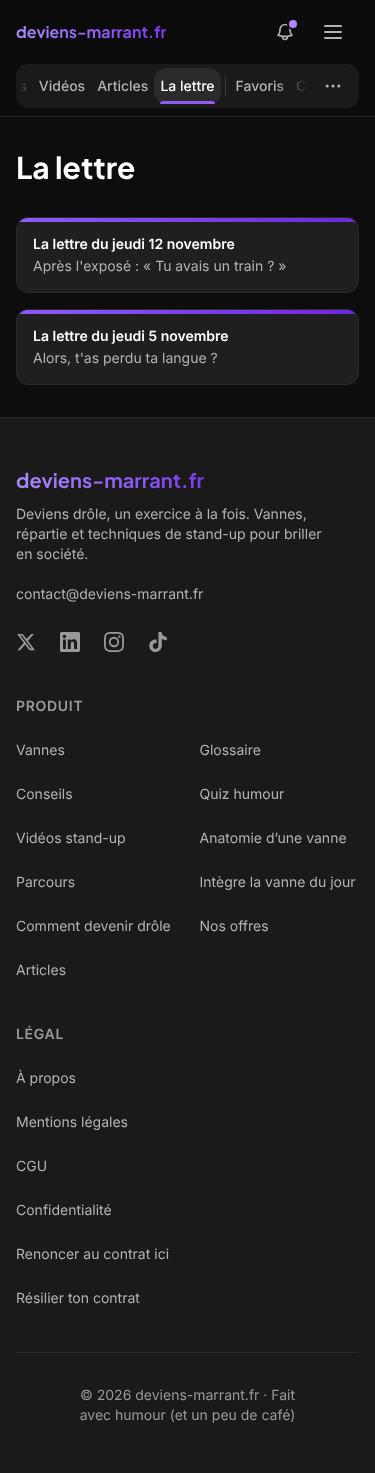 deviens-marrant.fr
Vidéos Articles La lettre Favoris
La lettre
La lettre du jeudi 12 novembre
Après l'exposé : « Tu avais un train ? »
La lettre du jeudi 5 novembre
Alors, t'as perdu ta langue ?
deviens-marrant.fr
Deviens drôle, un exercice à la fois. Vannes,
répartie et techniques de stand-up pour briller
en société.
contact@deviens-marrant.fr
PRODUIT
Vannes
Glossaire
Conseils
Quiz humour
Vidéos stand-up
Anatomie d’une vanne
Parcours
Intègre la vanne du jour
Comment devenir drôle
Nos offres
Articles
LÉGAL
À propos
Mentions légales
CGU
Confidentialité
Renoncer au contrat ici
Résilier ton contrat
© 2026 deviens-marrant.fr · Fait
avec humour (et un peu de café)